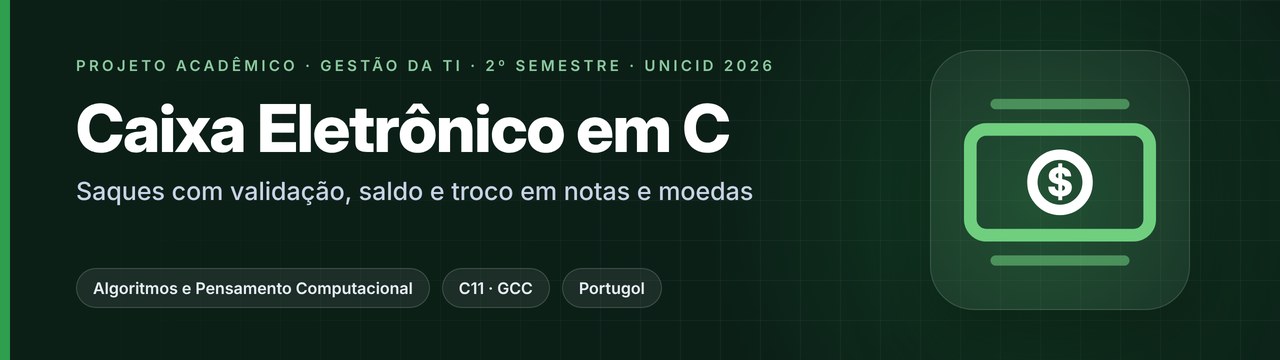 PROJETO ACADÊMICO · GESTÃO DA TI · 2º SEMESTRE · UNICID 2026
Caixa Eletrônico em C
Saques com validação, saldo e troco em notas e moedas
Algoritmos e Pensamento Computacional
C11 · GCC
Portugol
$